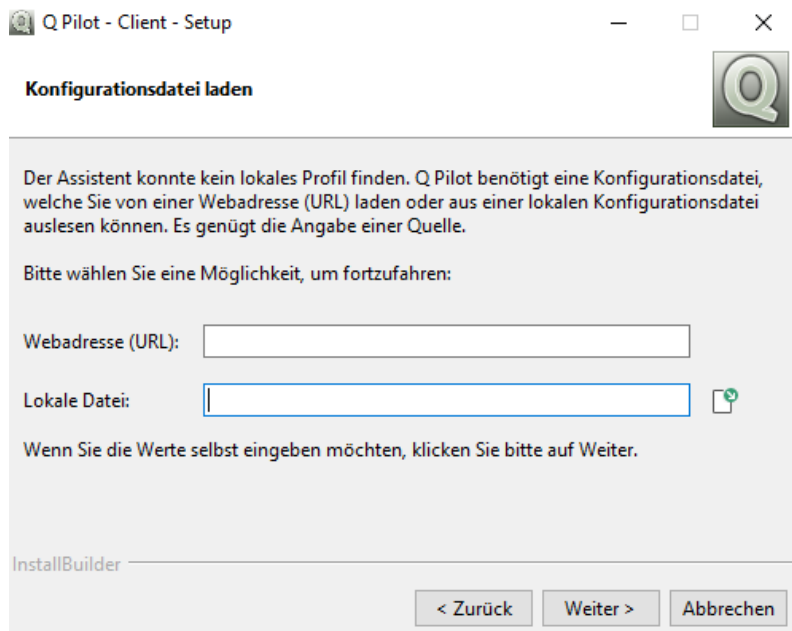 Q Pilot - Client - Setup
Konfigurationsdatei laden
Der Assistent konnte kein lokales Profil finden. Q Pilot benötigt eine Konfigurationsdatei,
welche Sie von einer Webadresse (URL) laden oder aus einer lokalen Konfigurationsdatei
auslesen können. Es genügt die Angabe einer Quelle.
Bitte wählen Sie eine Möglichkeit, um fortzufahren:
Webadresse (URL):
Lokale Datei:
Wenn Sie die Werte selbst eingeben möchten, klicken Sie bitte auf Weiter.
InstallBuilder
< Zurück Weiter > Abbrechen